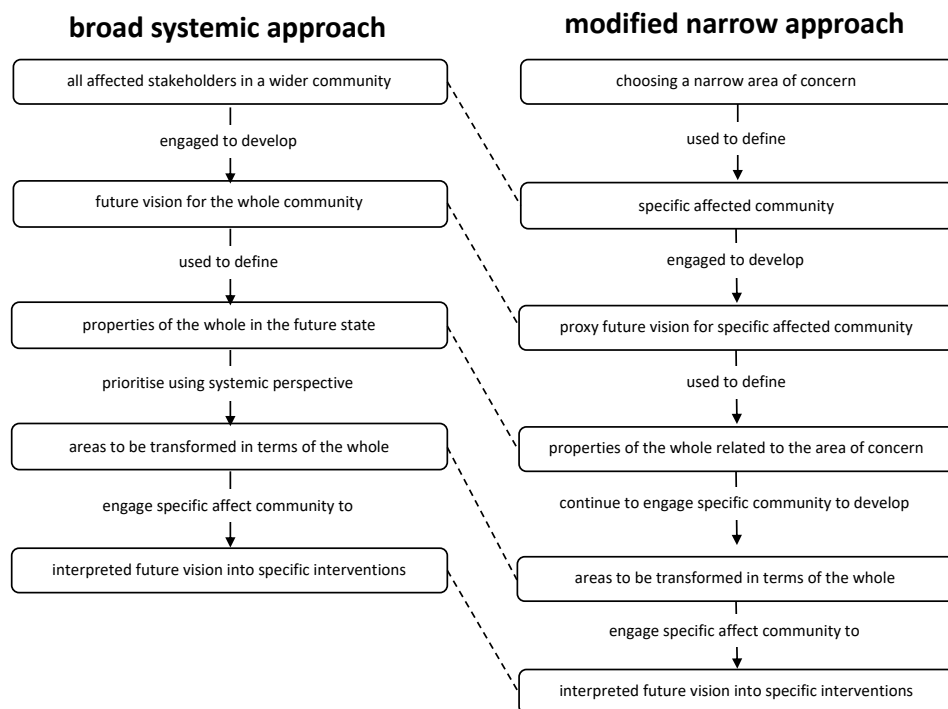 broad systemic approach
all affected stakeholders in a wider community
engaged to develop
future vision for the whole community
used to define
properties of the whole in the future state
prioritise using systemic perspective
areas to be transformed in terms of the whole
engage specific affect community to
interpreted future vision into specific interventions
modified narrow approach
choosing a narrow area of concern
used to define
specific affected community
engaged to develop
proxy future vision for specific affected community
used to define
properties of the whole related to the area of concern
continue to engage specific community to develop
areas to be transformed in terms of the whole
engage specific affect community to
interpreted future vision into specific interventions